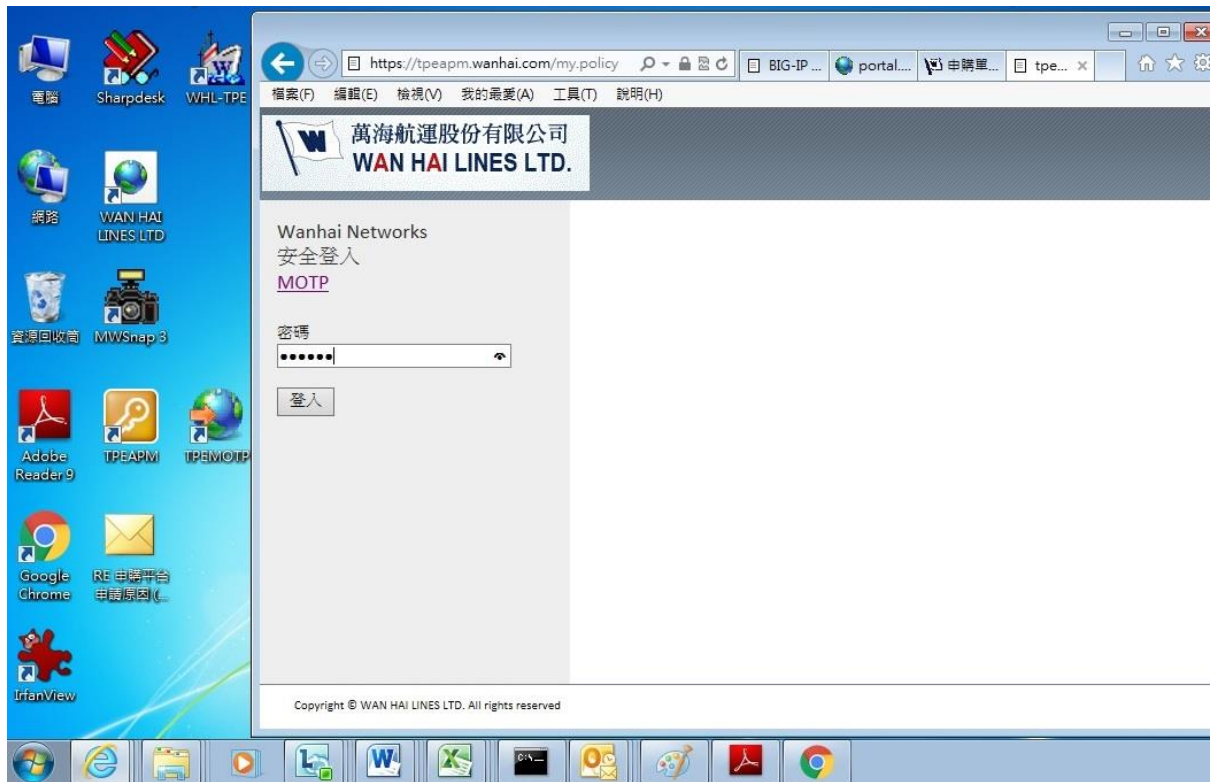 電腦
Sharpdesk
WHL-TPE
網路
WAN HAI
LINES LTD
資源回收筒
MWSnap 3
Adobe
Reader 9
TPEAPM
TPEMOTP
Google
Chrome
RE 申購平台
申請原因 (...
IrfanView
https://tpeapm.wanhai.com/my.policy
BIG-IP ...
portal....
申購單...
tpe...
檔案(F) 編輯(E) 檢視(V) 我的最愛(A) 工具(T) 說明(H)
W
萬海航運股份有限公司
WAN HAI LINES LTD.
Wanhai Networks
安全登入
MOTP
密碼
••••••
登入
Copyright © WAN HAI LINES LTD. All rights reserved
C:\_